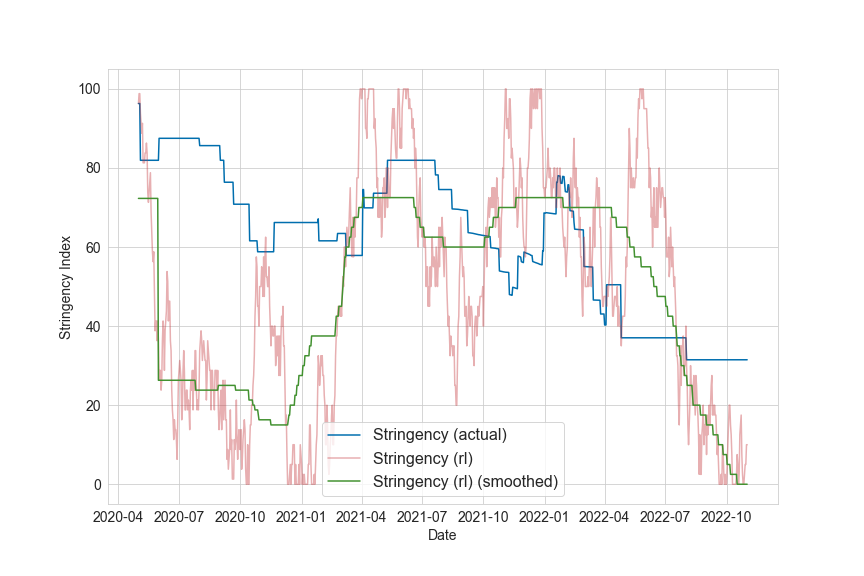 100
80
60
40
20
0
Stringency Index
Stringency (actual)
Stringency (rl)
Stringency (rl) (smoothed)
2020-04 2020-07 2020-10 2021-01 2021-04 2021-07 2021-10 2022-01 2022-04 2022-07 2022-10
Date